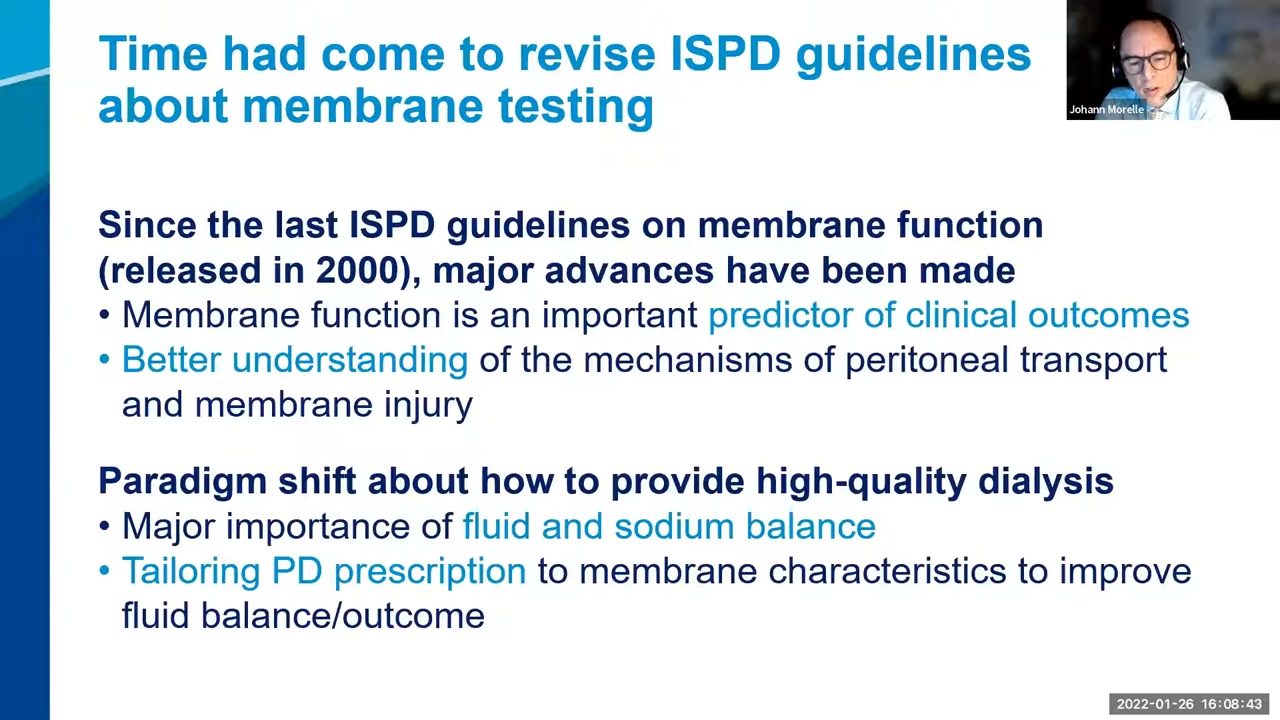 Time had come to revise ISPD guidelines
about membrane testing
Johann Morelle
Since the last ISPD guidelines on membrane function
(released in 2000), major advances have been made
• Membrane function is an important predictor of clinical outcomes
• Better understanding of the mechanisms of peritoneal transport
and membrane injury
Paradigm shift about how to provide high-quality dialysis
• Major importance of fluid and sodium balance
• Tailoring PD prescription to membrane characteristics to improve
fluid balance/outcome
2022-01-26 16:08:43